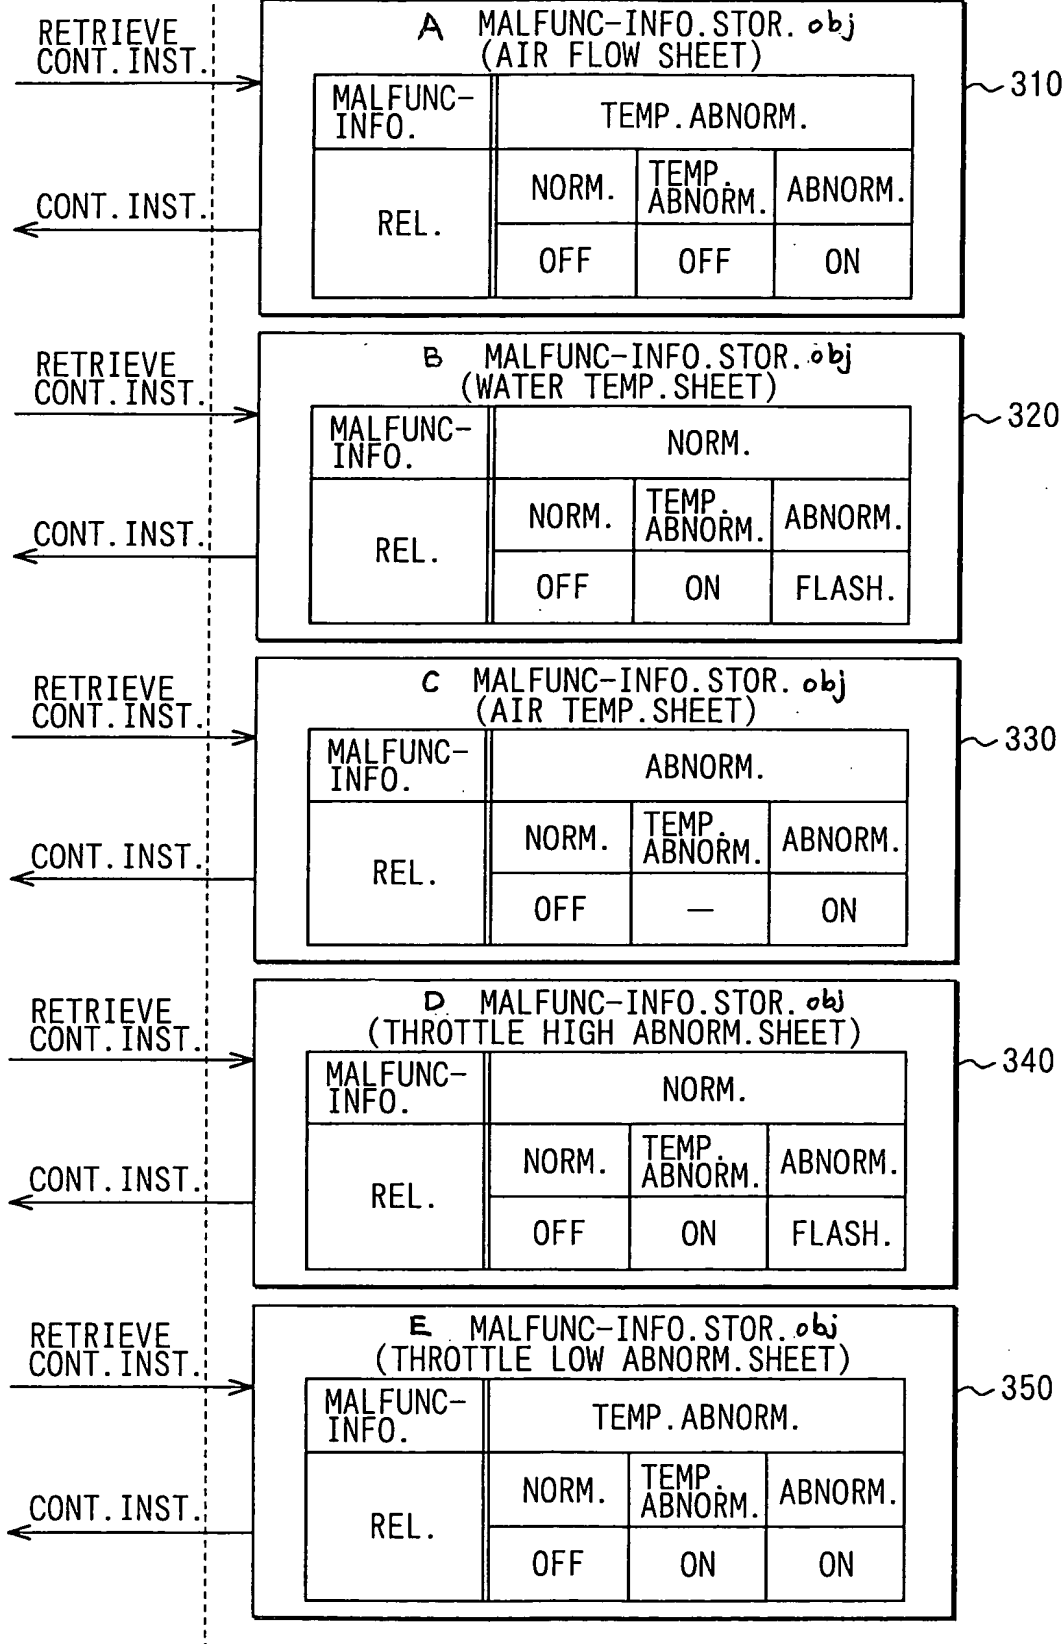 A MALFUNC-INFO.STOR. obj
(AIR FLOW SHEET)
RETRIEVE
CONT.INST.
310
MALFUNC-
INFO.
TEMP.ABNORM.
CONT.INST.
REL.
NORM.
TEMP.
ABNORM.
ABNORM.
OFF
OFF
ON
B MALFUNC-INFO.STOR. obj
(WATER TEMP.SHEET)
RETRIEVE
CONT.INST.
320
MALFUNC-
INFO.
NORM.
CONT.INST.
REL.
NORM.
TEMP.
ABNORM.
ABNORM.
OFF
ON
FLASH.
C MALFUNC-INFO.STOR. obj
(AIR TEMP.SHEET)
RETRIEVE
CONT.INST.
330
MALFUNC-
INFO.
ABNORM.
CONT.INST.
REL.
NORM.
TEMP.
ABNORM.
ABNORM.
OFF
—
ON
D MALFUNC-INFO.STOR. obj
(THROTTLE HIGH ABNORM.SHEET)
RETRIEVE
CONT.INST.
340
MALFUNC-
INFO.
NORM.
CONT.INST.
REL.
NORM.
TEMP.
ABNORM.
ABNORM.
OFF
ON
FLASH.
E MALFUNC-INFO.STOR. obj
(THROTTLE LOW ABNORM.SHEET)
RETRIEVE
CONT.INST.
350
MALFUNC-
INFO.
TEMP.ABNORM.
CONT.INST.
REL.
NORM.
TEMP.
ABNORM.
ABNORM.
OFF
ON
ON